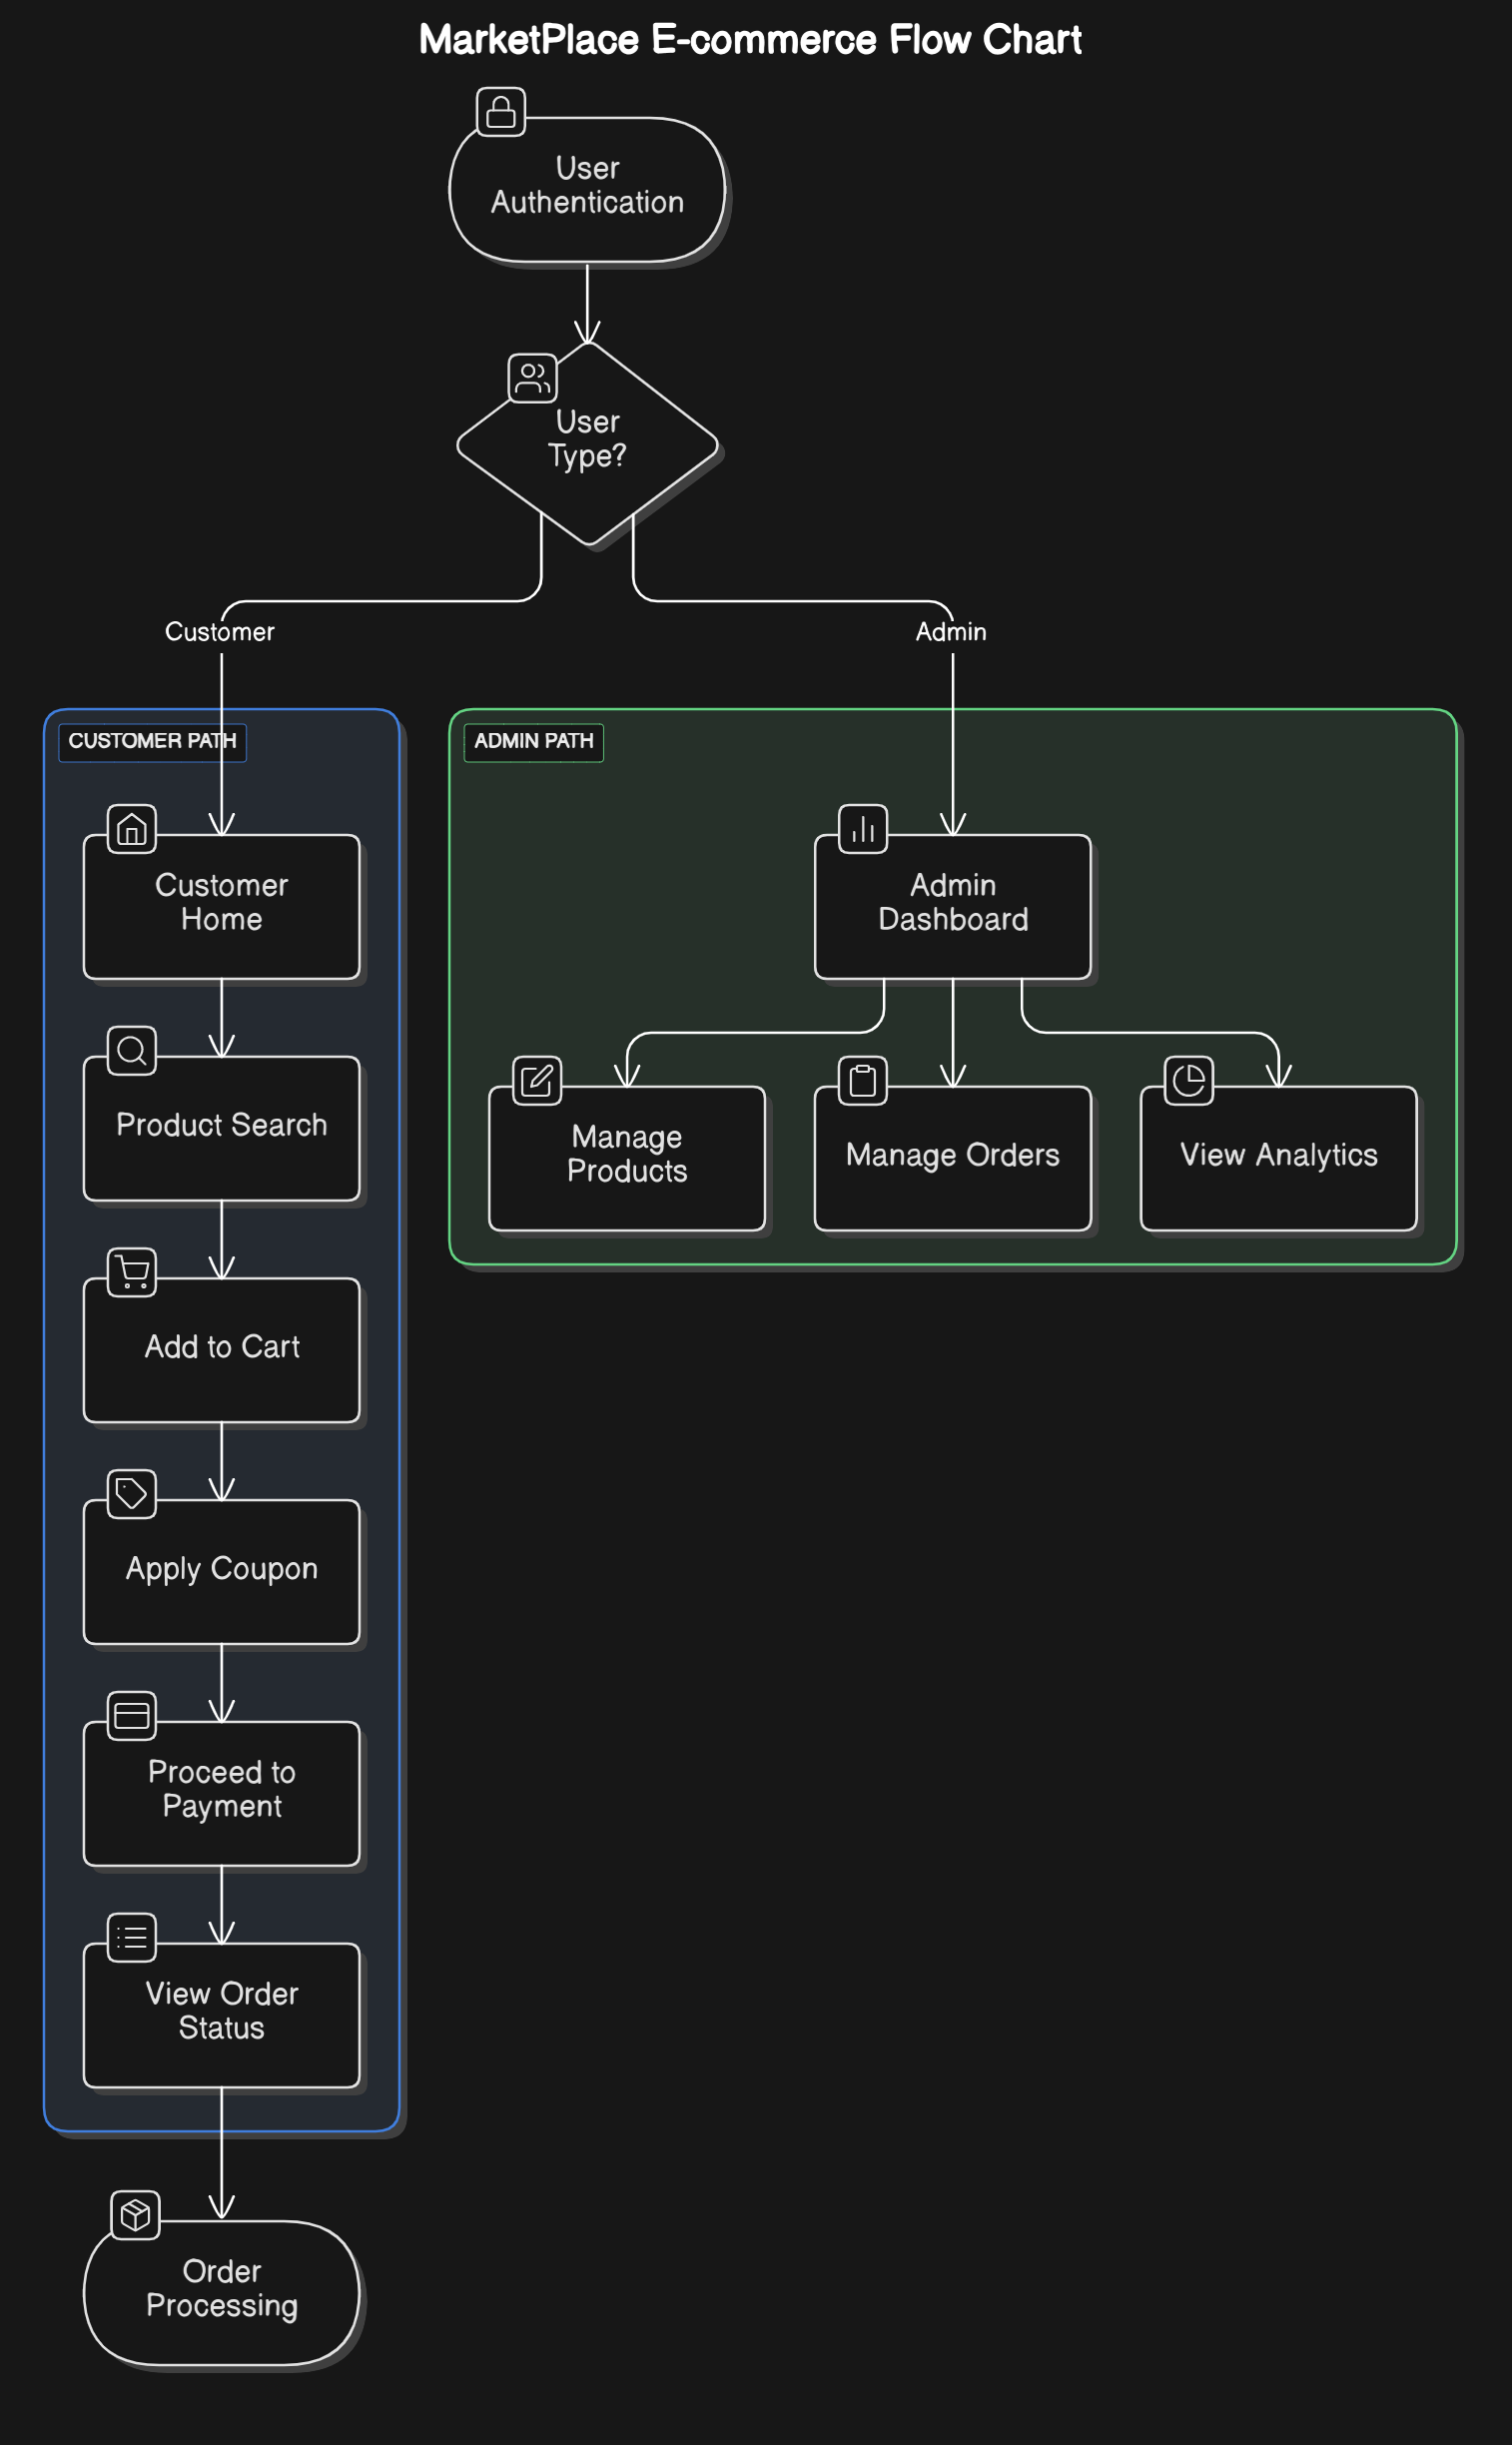 MarketPlace E-commerce Flow Chart
User
Authentication
User
Type?
Customer
Admin
CUSTOMER PATH
Customer
Home
Product Search
Add to Cart
Apply Coupon
Proceed to
Payment
View Order
Status
Order
Processing
ADMIN PATH
Admin
Dashboard
Manage
Products
Manage Orders
View Analytics